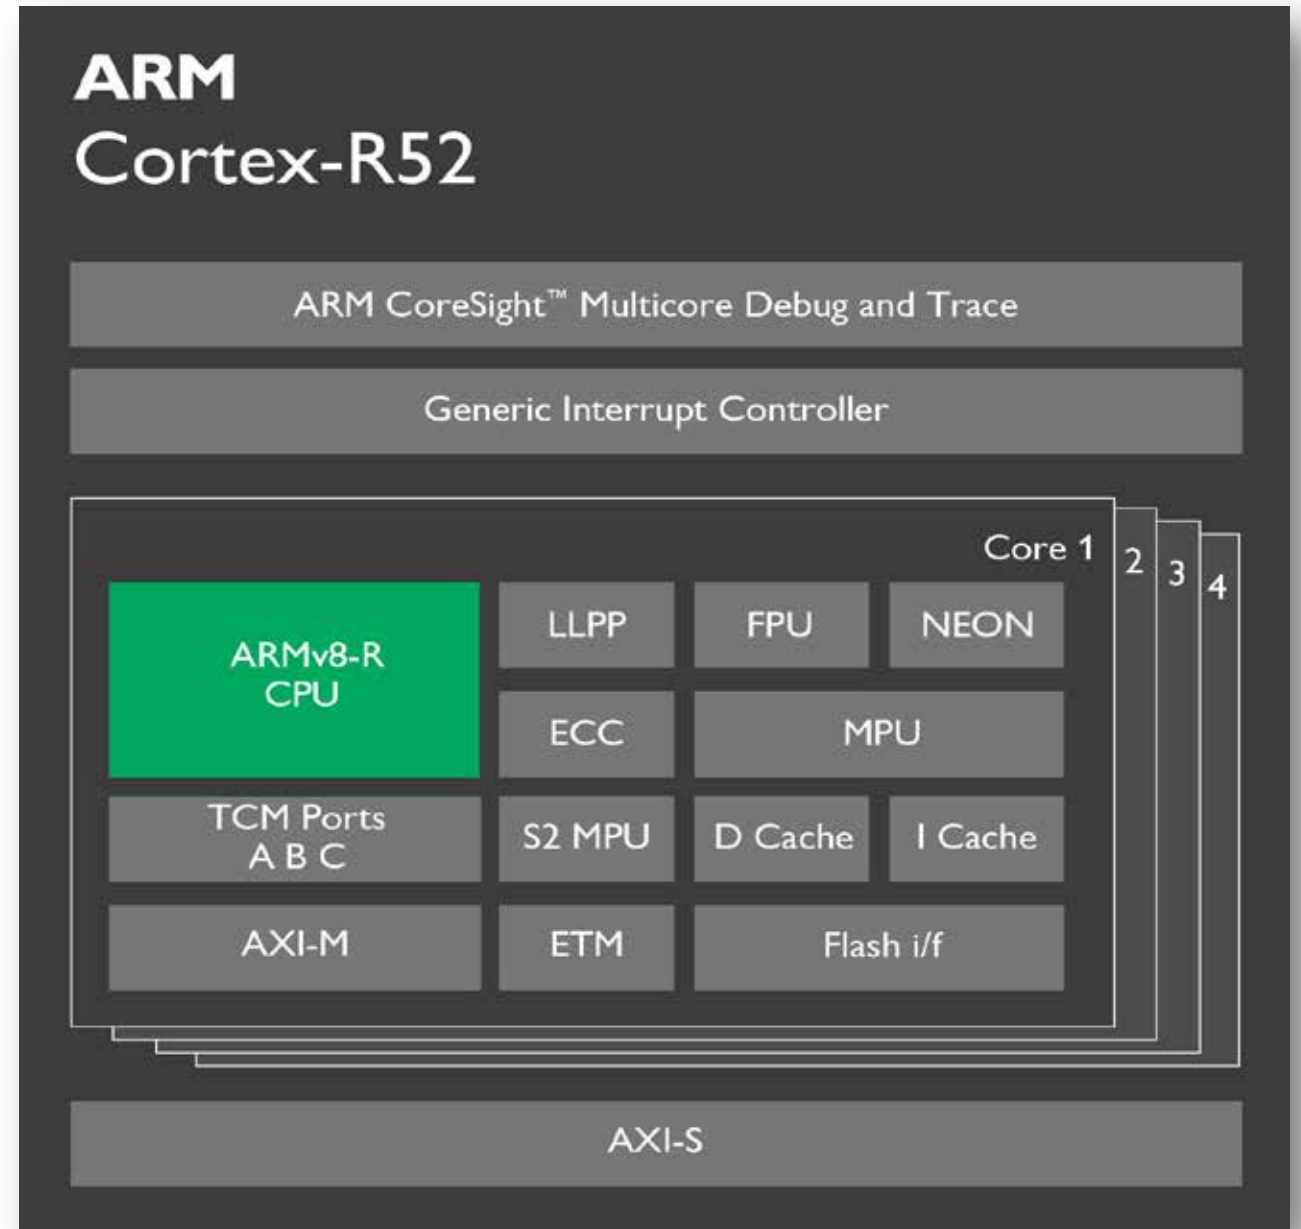 ARM
Cortex-R52
ARM CoreSight™ Multicore Debug and Trace
Generic Interrupt Controller
Core 1
2
3
4
ARMv8-R
CPU
LLPP
FPU
NEON
ECC
MPU
TCM Ports
A B C
S2 MPU
D Cache
I Cache
AXI-M
ETM
Flash i/f
AXI-S